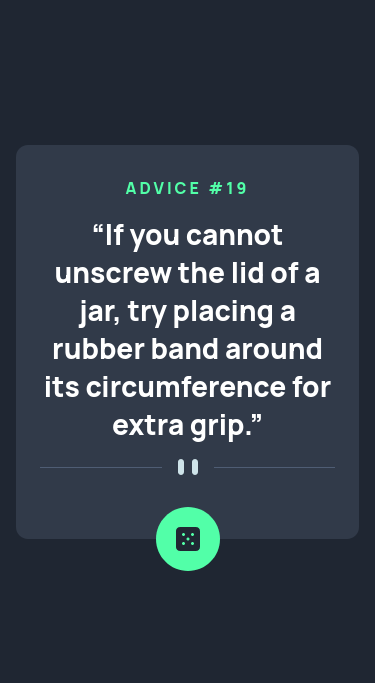 ADVICE #19
“If you cannot
unscrew the lid of a
jar, try placing a
rubber band around
its circumference for
extra grip.”